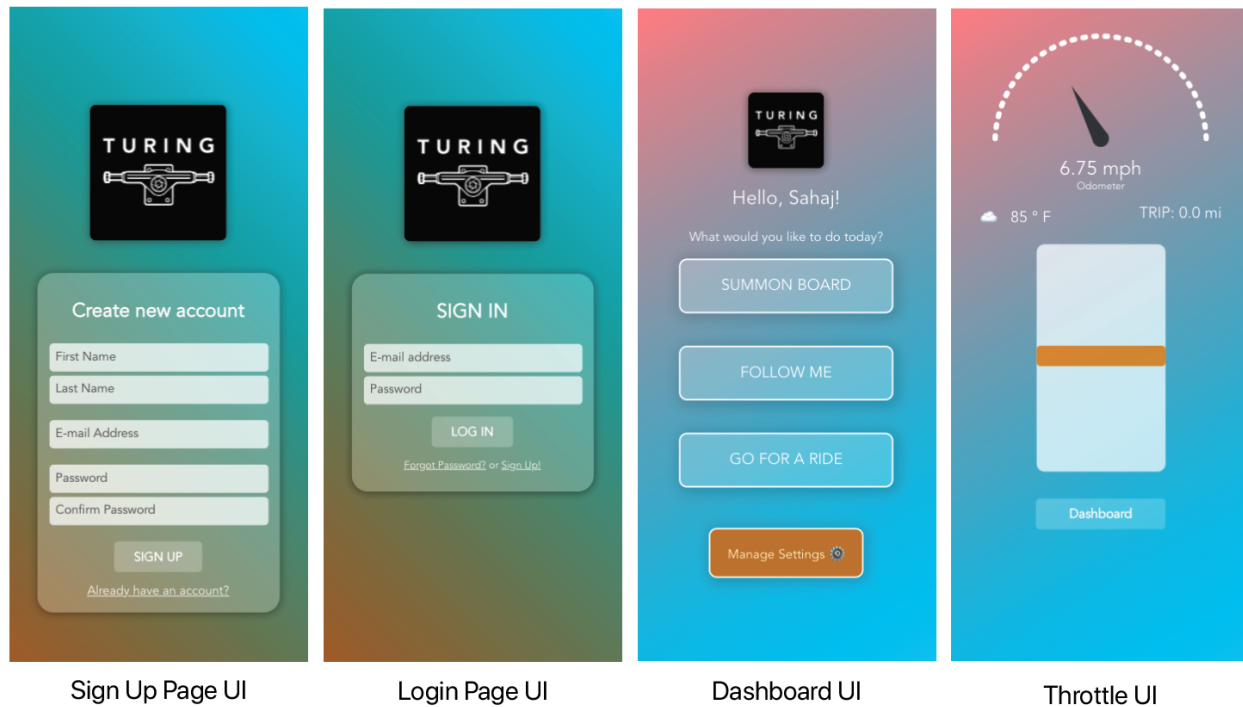 TURING
Create new account
First Name
Last Name
E-mail Address
Password
Confirm Password
SIGN UP
Already have an account?
Sign Up Page UI
TURING
SIGN IN
E-mail address
Password
LOG IN
Forgot Password? or Sign Up!
Login Page UI
TURING
Hello, Sahaj!
What would you like to do today?
SUMMON BOARD
FOLLOW ME
GO FOR A RIDE
Manage Settings
Dashboard UI
6.75 mph
Odometer
85 ° F
TRIP: 0.0 mi
Dashboard
Throttle UI